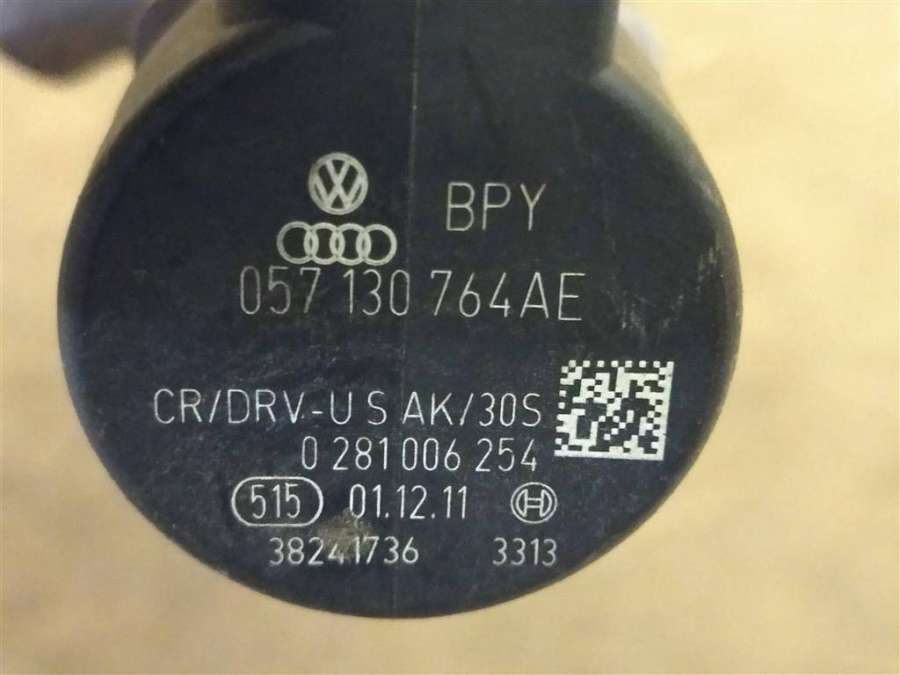 BPY
057 130 764AE
CR/DRV-U S AK/30S
0 281 006 254
515 01.12.11
38241736 3313